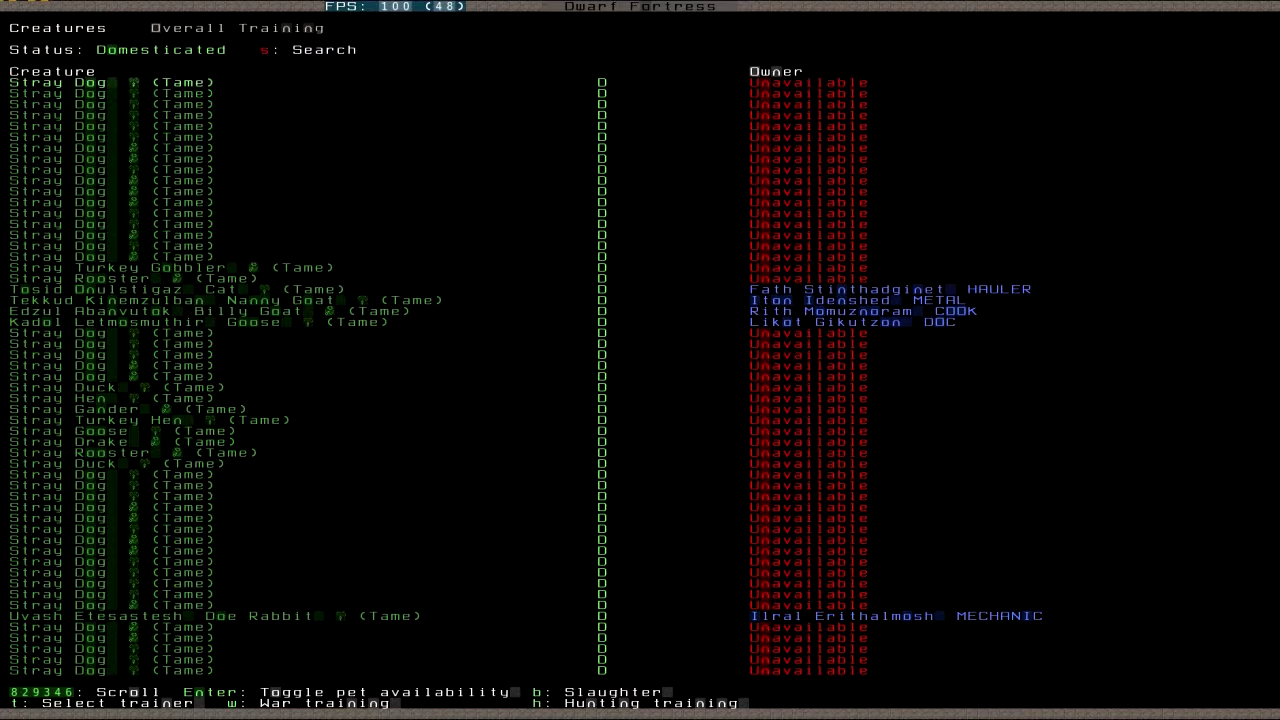 FPS: 100 (48) Dwarf Fortress
Creatures Overall Training
Status: Domesticated s: Search
Creature Owner
Stray Dog ♀ (Tame) D Unavailable
Stray Dog ♀ (Tame) D Unavailable
Stray Dog ♀ (Tame) D Unavailable
Stray Dog ♀ (Tame) D Unavailable
Stray Dog ♀ (Tame) D Unavailable
Stray Dog ♀ (Tame) D Unavailable
Stray Dog ♂ (Tame) D Unavailable
Stray Dog ♂ (Tame) D Unavailable
Stray Dog ♀ (Tame) D Unavailable
Stray Dog ♂ (Tame) D Unavailable
Stray Dog ♂ (Tame) D Unavailable
Stray Dog ♂ (Tame) D Unavailable
Stray Dog ♀ (Tame) D Unavailable
Stray Dog ♀ (Tame) D Unavailable
Stray Dog ♂ (Tame) D Unavailable
Stray Dog ♀ (Tame) D Unavailable
Stray Dog ♂ (Tame) D Unavailable
Stray Turkey Gobbler ♂ (Tame) D Unavailable
Stray Rooster ♂ (Tame) D Unavailable
Tosid Onulstigaz Cat ♀ (Tame) D Fath Stinthadginet HAULER
Tekkud Kinemzulban Nanny Goat ♀ (Tame) D Iton Idenshed METAL
Edzul Abanvutok Billy Goat ♂ (Tame) D Rith Momuznoram COOK
Kadol Letmosmuthir Goose ♀ (Tame) D Likot Gikutzon DOC
Stray Dog ♀ (Tame) D Unavailable
Stray Dog ♀ (Tame) D Unavailable
Stray Dog ♀ (Tame) D Unavailable
Stray Dog ♂ (Tame) D Unavailable
Stray Dog ♂ (Tame) D Unavailable
Stray Duck ♀ (Tame) D Unavailable
Stray Hen ♀ (Tame) D Unavailable
Stray Gander ♂ (Tame) D Unavailable
Stray Turkey Hen ♀ (Tame) D Unavailable
Stray Goose ♀ (Tame) D Unavailable
Stray Drake ♂ (Tame) D Unavailable
Stray Rooster ♂ (Tame) D Unavailable
Stray Duck ♀ (Tame) D Unavailable
Stray Dog ♀ (Tame) D Unavailable
Stray Dog ♀ (Tame) D Unavailable
Stray Dog ♀ (Tame) D Unavailable
Stray Dog ♂ (Tame) D Unavailable
Stray Dog ♀ (Tame) D Unavailable
Stray Dog ♂ (Tame) D Unavailable
Stray Dog ♂ (Tame) D Unavailable
Stray Dog ♂ (Tame) D Unavailable
Stray Dog ♀ (Tame) D Unavailable
Stray Dog ♀ (Tame) D Unavailable
Stray Dog ♀ (Tame) D Unavailable
Stray Dog ♂ (Tame) D Unavailable
Stray Dog ♂ (Tame) D Unavailable
Uvash Etesastesh Doe Rabbit ♀ (Tame) D Ilral Erithalmosh MECHANIC
Stray Dog ♂ (Tame) D Unavailable
Stray Dog ♂ (Tame) D Unavailable
Stray Dog ♀ (Tame) D Unavailable
Stray Dog ♀ (Tame) D Unavailable
Stray Dog ♂ (Tame) D Unavailable
829346: Scroll Enter: Toggle pet availability b: Slaughter
t: Select trainer w: War training h: Hunting training